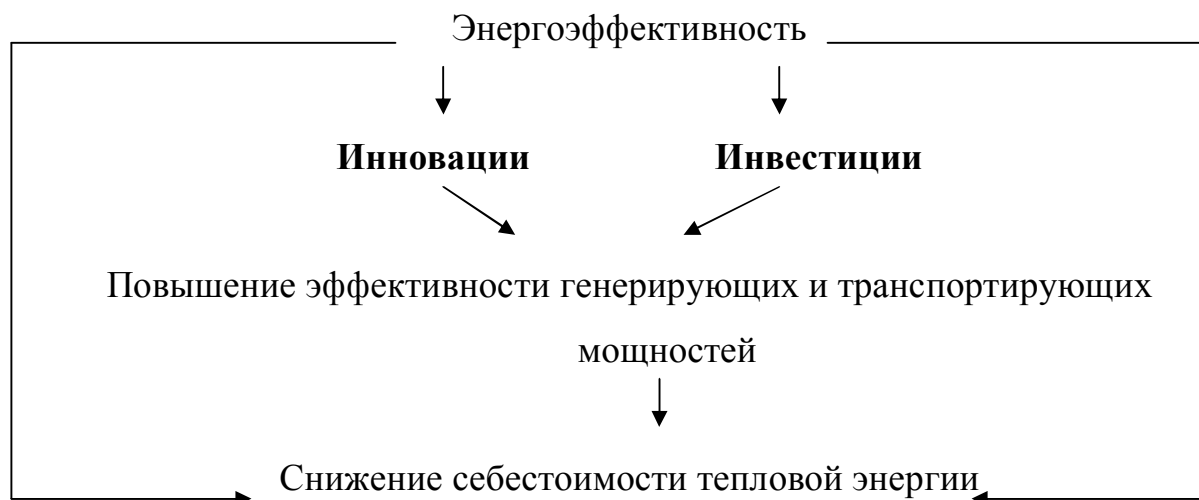 Энергоэффективность
Инновации Инвестиции
Повышение эффективности генерирующих и транспортирующих
мощностей
Снижение себестоимости тепловой энергии